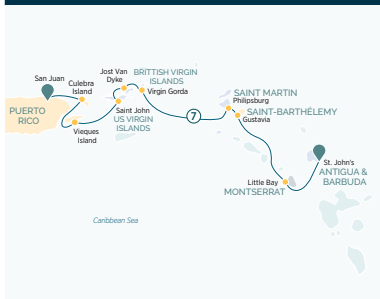 San Juan
Culebra
Island
Jost Van
Dyke
BRITTISH VIRGIN
ISLANDS
Virgin Gorda
PUERTO
RICO
Vieques
Island
Saint John
US VIRGIN
ISLANDS
7
SAINT MARTIN
Philipsburg
SAINT-BARTHÉLEMY
Gustavia
Little Bay
MONTSERRAT
St. John's
ANTIGUA &
BARBUDA
Caribbean Sea